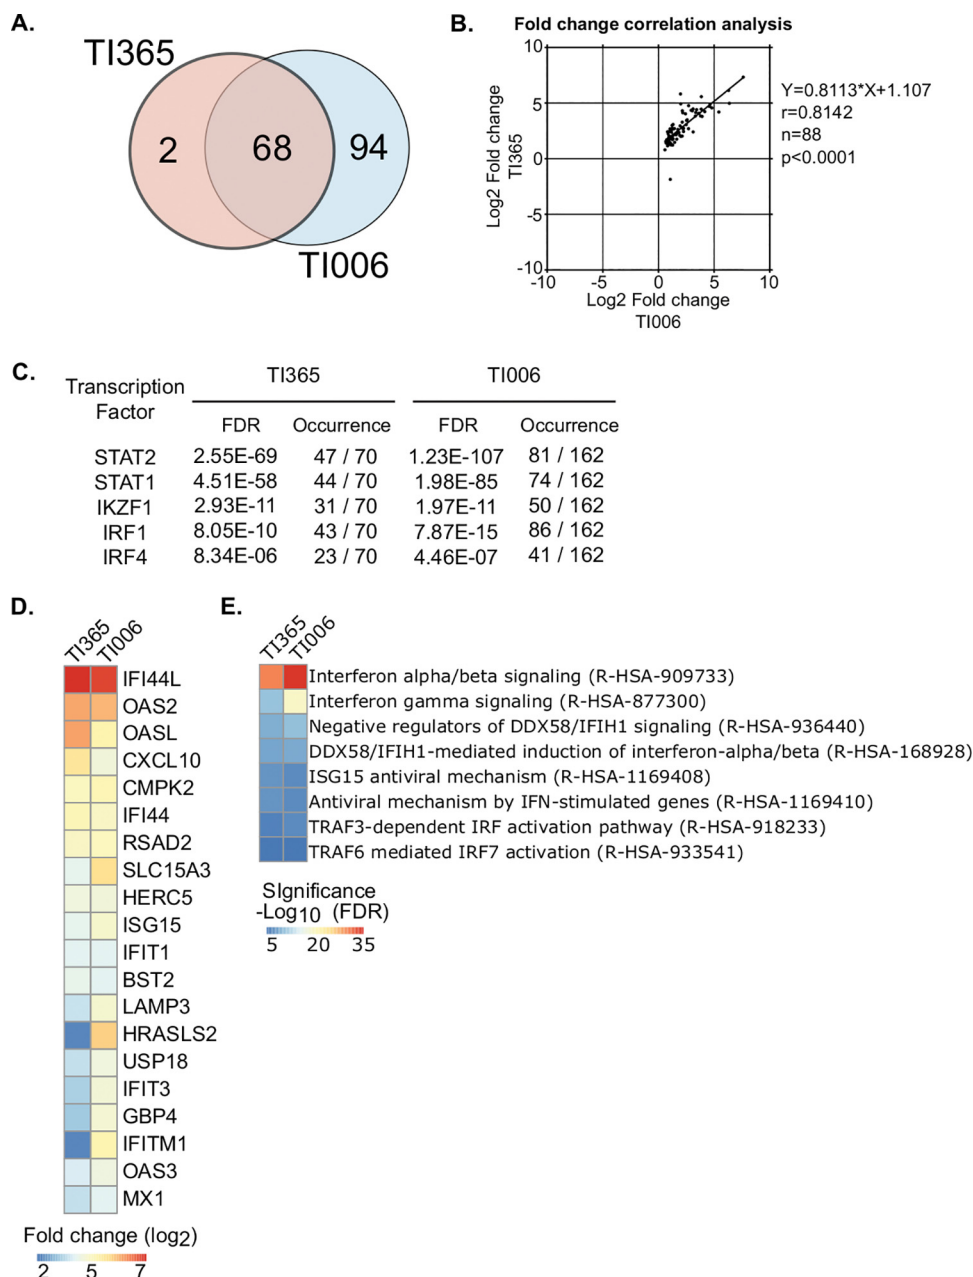 A.
TI365
2
68
94
TI006
B.
Fold change correlation analysis
10
5
0
-5
-10
-10 -5 0 5 10
Log2 Fold change
TI365
Log2 Fold change
TI006
Y=0.8113*X+1.107
r=0.8142
n=88
p<0.0001
C.
Transcription Factor
TI365 TI006
FDR Occurrence FDR Occurrence
STAT2 2.55E-69 47 / 70 1.23E-107 81 / 162
STAT1 4.51E-58 44 / 70 1.98E-85 74 / 162
IKZF1 2.93E-11 31 / 70 1.97E-11 50 / 162
IRF1 8.05E-10 43 / 70 7.87E-15 86 / 162
IRF4 8.34E-06 23 / 70 4.46E-07 41 / 162
D.
TI365 TI006
IFI44L
OAS2
OASL
CXCL10
CMPK2
IFI44
RSAD2
SLC15A3
HERC5
ISG15
IFIT1
BST2
LAMP3
HRASLS2
USP18
IFIT3
GBP4
IFITM1
OAS3
MX1
Fold change (log2)
2 5 7
E.
TI365 TI006
Interferon alpha/beta signaling (R-HSA-909733)
Interferon gamma signaling (R-HSA-877300)
Negative regulators of DDX58/IFIH1 signaling (R-HSA-936440)
DDX58/IFIH1-mediated induction of interferon-alpha/beta (R-HSA-168928)
ISG15 antiviral mechanism (R-HSA-1169408)
Antiviral mechanism by IFN-stimulated genes (R-HSA-1169410)
TRAF3-dependent IRF activation pathway (R-HSA-918233)
TRAF6 mediated IRF7 activation (R-HSA-933541)
SIgnificance
-Log10 (FDR)
5 20 35